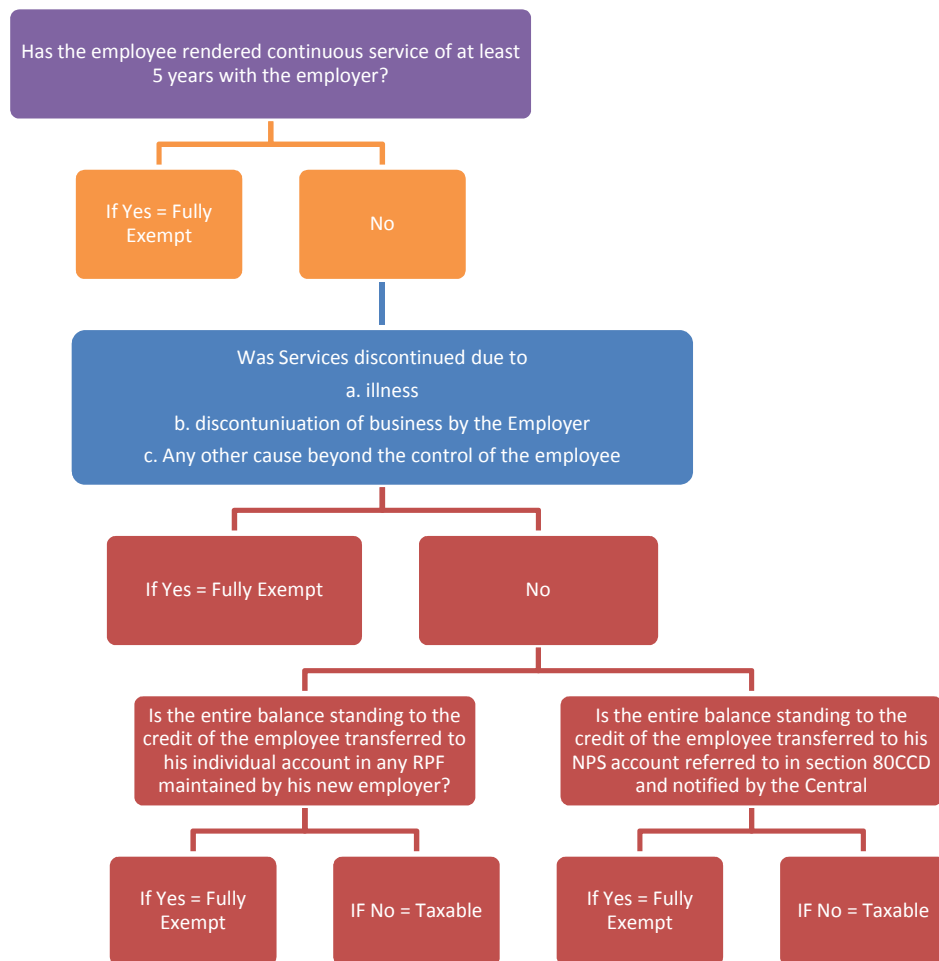 Has the employee rendered continuous service of at least
5 years with the employer?
If Yes = Fully
Exempt
No
Was Services discontinued due to
a. illness
b. discontuniuation of business by the Employer
c. Any other cause beyond the control of the employee
If Yes = Fully Exempt
No
Is the entire balance standing to the
credit of the employee transferred to
his individual account in any RPF
maintained by his new employer?
Is the entire balance standing to the
credit of the employee transferred to his
NPS account referred to in section 80CCD
and notified by the Central
If Yes = Fully
Exempt
IF No = Taxable
If Yes = Fully
Exempt
IF No = Taxable